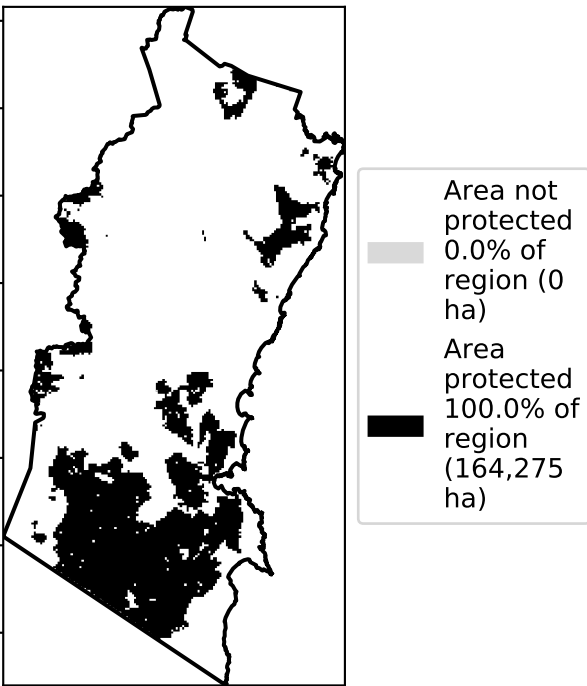 Area not
protected
0.0% of
region (0
ha)
Area
protected
100.0% of
region
(164,275
ha)